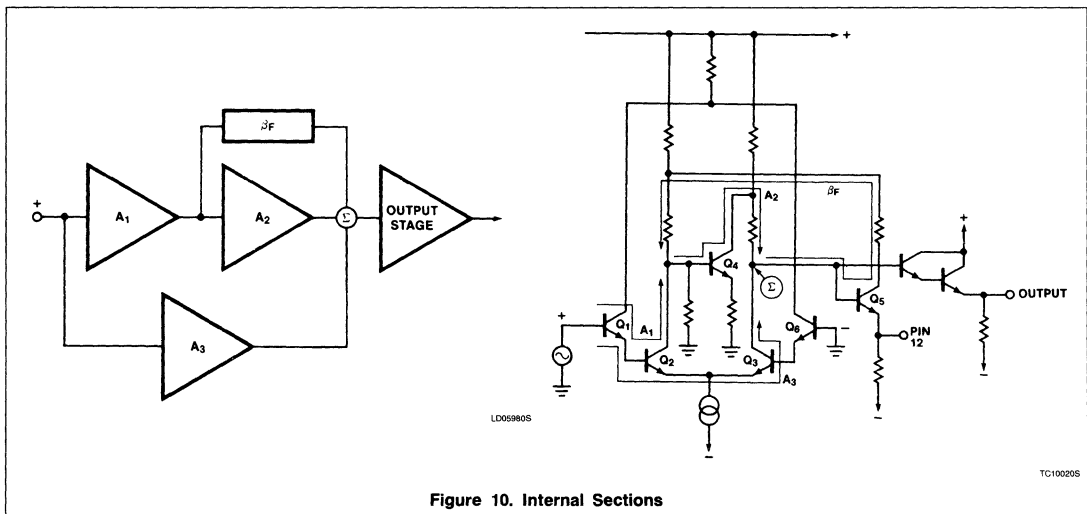 +
A1
A2
βF
Σ
OUTPUT
STAGE
A3
LD05980S
+
A2
βF
+
Q4
Σ
Q5
OUTPUT
+
Q1
A1
Q6
−
PIN
12
Q2
Q3
A3
−
−
−
TC10020S
Figure 10. Internal Sections